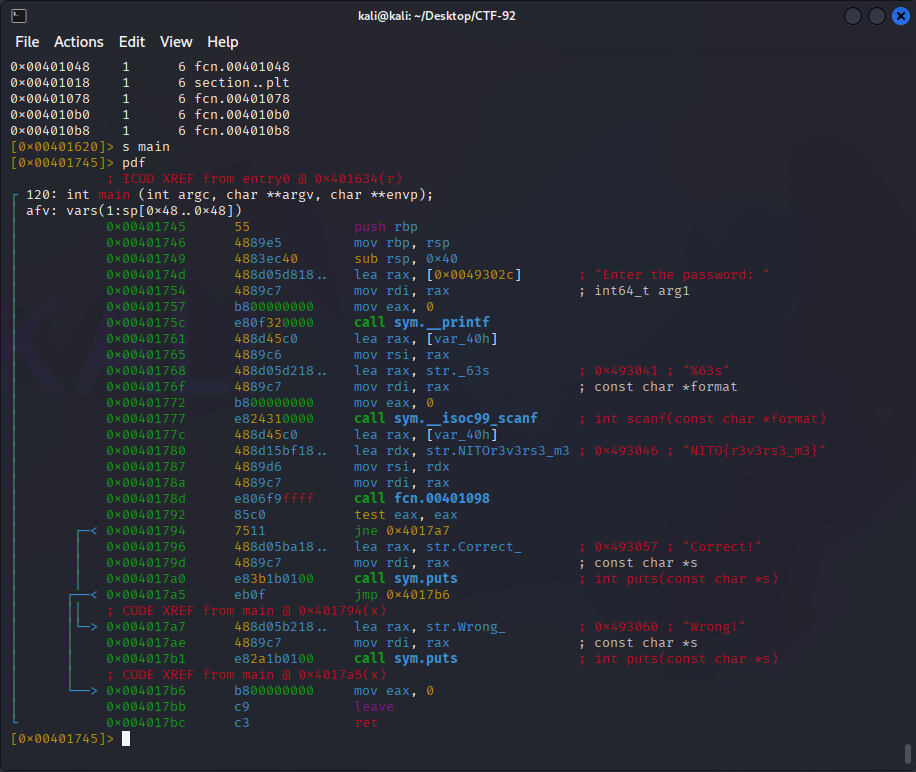 kali@kali: ~/Desktop/CTF-92
File Actions Edit View Help
0×00401048 1 6 fcn.00401048
0×00401018 1 6 section..plt
0×00401078 1 6 fcn.00401078
0×004010b0 1 6 fcn.004010b0
0×004010b8 1 6 fcn.004010b8
[0×00401620]> s main
[0×00401745]> pdf
; ICOD XREF from entry0 @ 0×401634(r)
120: int main (int argc, char **argv, char **envp);
afv: vars(1:sp[0×48..0×48])
0×00401745 55 push rbp
0×00401746 4889e5 mov rbp, rsp
0×00401749 4883ec40 sub rsp, 0×40
0×0040174d 488d05d818.. lea rax, [0×0049302c] ; "Enter the password: "
0×00401754 4889c7 mov rdi, rax ; int64_t arg1
0×00401757 b800000000 mov eax, 0
0×0040175c e80f320000 call sym.__printf
0×00401761 488d45c0 lea rax, [var_40h]
0×00401765 4889c6 mov rsi, rax
0×00401768 488d05d218.. lea rax, str._63s ; 0×493041 ; "%63s"
0×0040176f 4889c7 mov rdi, rax ; const char *format
0×00401772 b800000000 mov eax, 0
0×00401777 e824310000 call sym.__isoc99_scanf ; int scanf(const char *format)
0×0040177c 488d45c0 lea rax, [var_40h]
0×00401780 488d15bf18.. lea rdx, str.NITOr3v3rs3_m3 ; 0×493046 ; "NITO{r3v3rs3_m3}"
0×00401787 4889d6 mov rsi, rdx
0×0040178a 4889c7 mov rdi, rax
0×0040178d e806f9ffff call fcn.00401098
0×00401792 85c0 test eax, eax
0×00401794 7511 jne 0×4017a7
0×00401796 488d05ba18.. lea rax, str.Correct_ ; 0×493057 ; "Correct!"
0×0040179d 4889c7 mov rdi, rax ; const char *s
0×004017a0 e83b1b0100 call sym.puts ; int puts(const char *s)
0×004017a5 eb0f jmp 0×4017b6
; CODE XREF from main @ 0×401794(x)
0×004017a7 488d05b218.. lea rax, str.Wrong_ ; 0×493060 ; "Wrong!"
0×004017ae 4889c7 mov rdi, rax ; const char *s
0×004017b1 e82a1b0100 call sym.puts ; int puts(const char *s)
; CODE XREF from main @ 0×4017a5(x)
0×004017b6 b800000000 mov eax, 0
0×004017bb c9 leave
0×004017bc c3 ret
[0×00401745]>